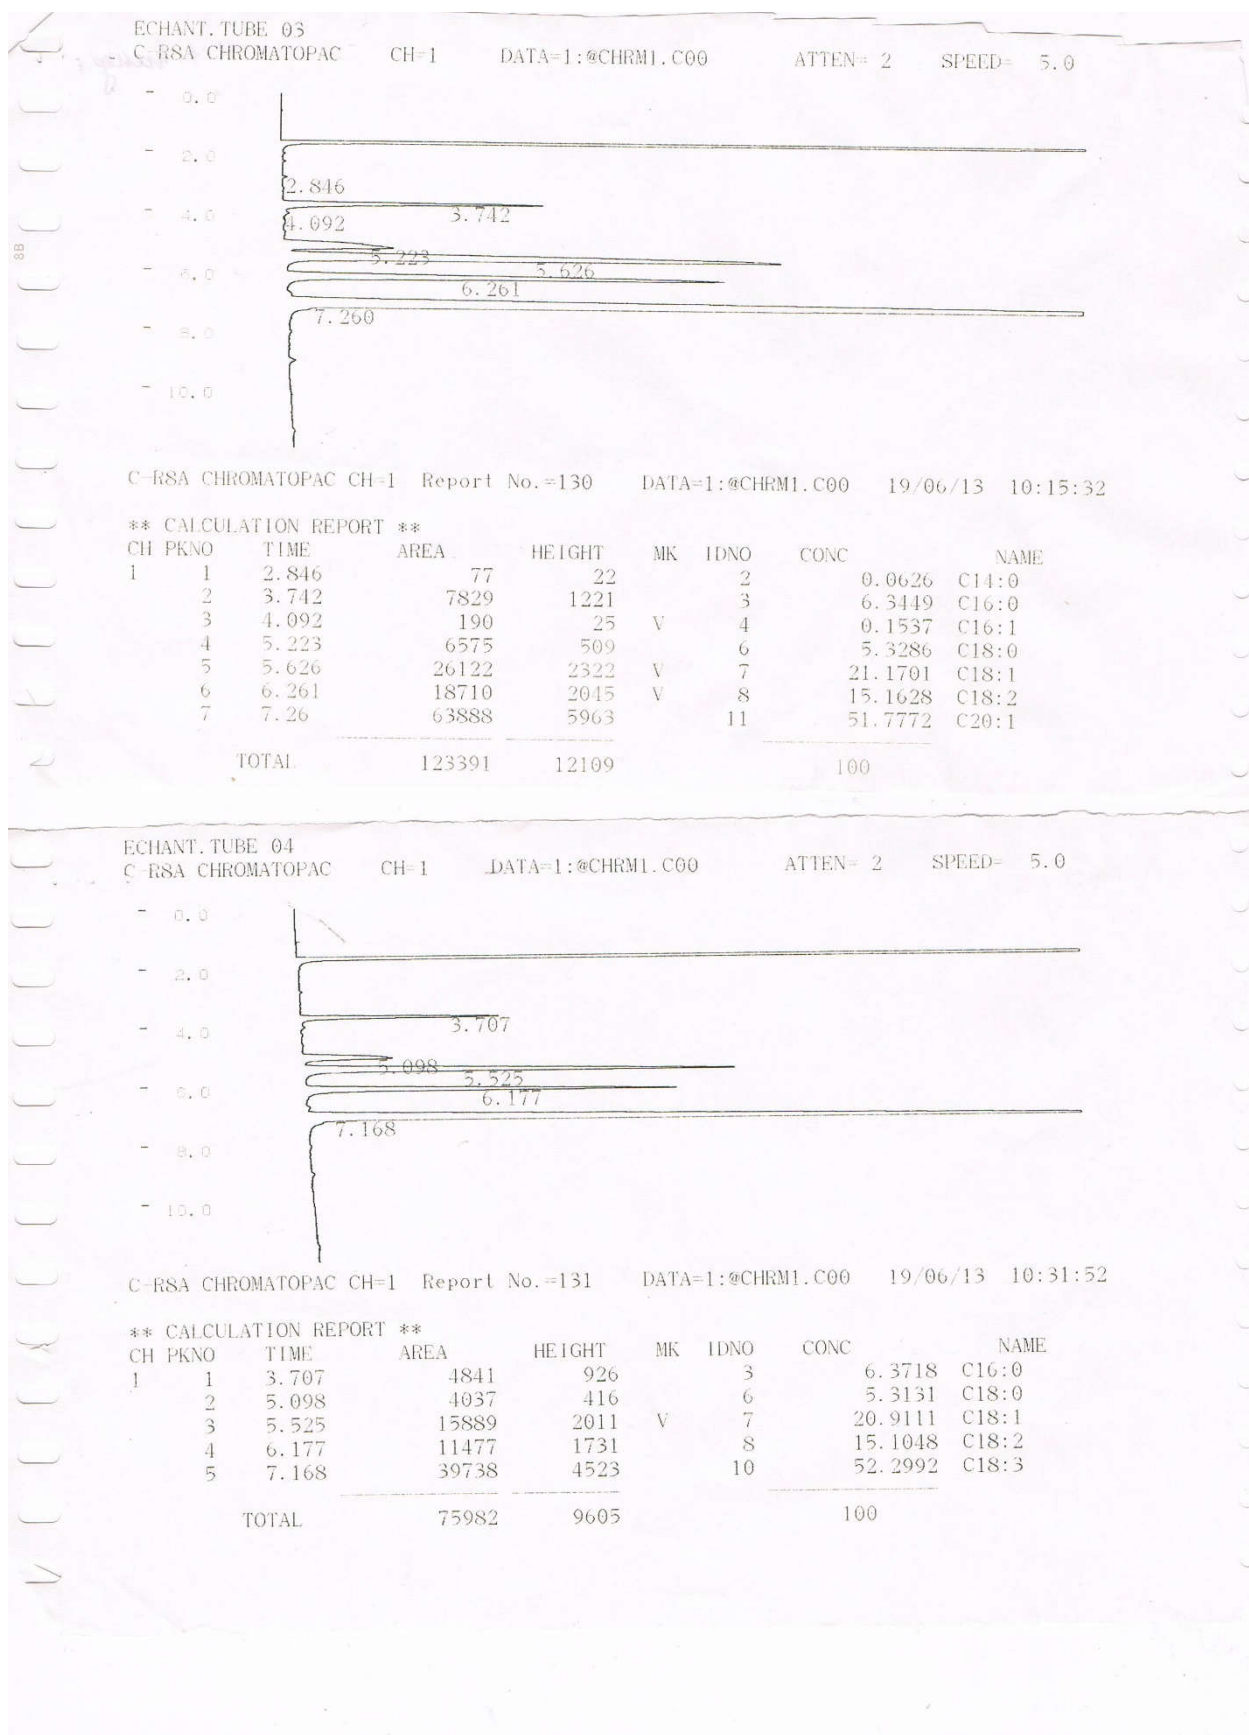 ECHANT.TUBE 03
C-R8A CHROMATOPAC CH=1 DATA=1:@CHRM1.C00 ATTEN= 2 SPEED= 5.0
- 0.0
- 2.0
2.846
- 4.0
3.742
4.092
8B
5.223
- 6.0
5.626
6.261
7.260
- 8.0
- 10.0
C-R8A CHROMATOPAC CH=1 Report No.=130 DATA=1:@CHRM1.C00 19/06/13 10:15:32
** CALCULATION REPORT **
CH PKNO TIME AREA HEIGHT MK IDNO CONC NAME
1 1 2.846 77 22 2 0.0626 C14:0
2 3.742 7829 1221 3 6.3449 C16:0
3 4.092 190 25 V 4 0.1537 C16:1
4 5.223 6575 509 6 5.3286 C18:0
5 5.626 26122 2322 V 7 21.1701 C18:1
6 6.261 18710 2045 V 8 15.1628 C18:2
7 7.26 63888 5963 11 51.7772 C20:1
TOTAL 123391 12109 100
ECHANT.TUBE 04
C-R8A CHROMATOPAC CH=1 DATA=1:@CHRM1.C00 ATTEN= 2 SPEED= 5.0
- 0.0
- 2.0
3.707
- 4.0
5.098
5.525
- 6.0
6.177
7.168
- 8.0
- 10.0
C-R8A CHROMATOPAC CH=1 Report No.=131 DATA=1:@CHRM1.C00 19/06/13 10:31:52
** CALCULATION REPORT **
CH PKNO TIME AREA HEIGHT MK IDNO CONC NAME
1 1 3.707 4841 926 3 6.3718 C16:0
2 5.098 4037 416 6 5.3131 C18:0
3 5.525 15889 2011 V 7 20.9111 C18:1
4 6.177 11477 1731 8 15.1048 C18:2
5 7.168 39738 4523 10 52.2992 C18:3
TOTAL 75982 9605 100